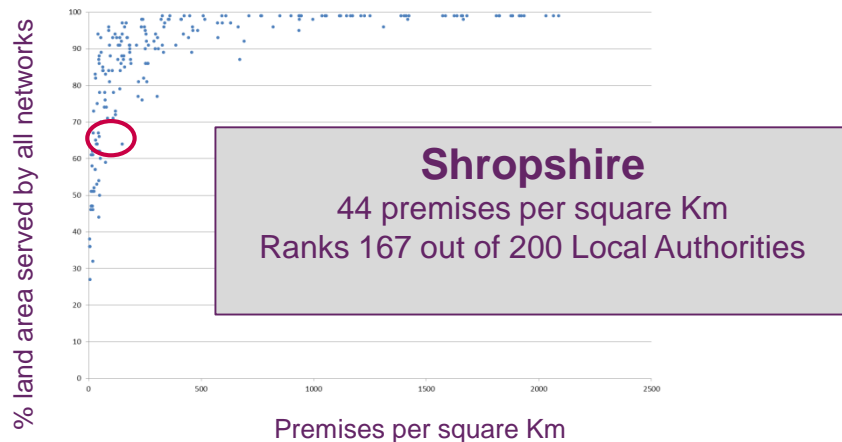 % land area served by all networks
100
90
80
70
60
50
40
30
20
10
0
Shropshire
44 premises per square Km
Ranks 167 out of 200 Local Authorities
0 500 1000 1500 2000 2500
Premises per square Km